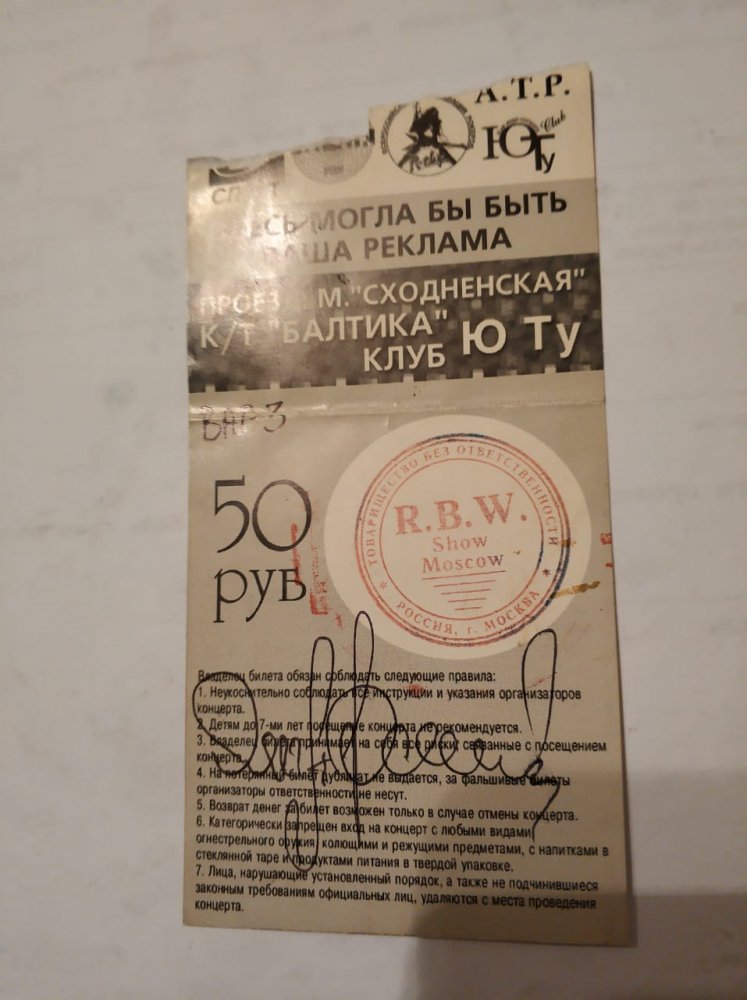 А.Т.Р.
Ю Ту Club
МОГЛА БЫ БЫТЬ
ВАША РЕКЛАМА
ПРОЕЗД М. "СХОДНЕНСКАЯ"
К/Т "БАЛТИКА"
КЛУБ Ю Ту
ВАР-3
50
руб
ТОВАРИЩЕСТВО БЕЗ ОТВЕТСТВЕННОСТИ
R.B.W.
Show
Moscow
* РОССИЯ, г. МОСКВА *
Владелец билета обязан соблюдать следующие правила:
1. Неукоснительно соблюдать все инструкции и указания организаторов
концерта.
2. Детям до 7-ми лет посещение концерта не рекомендуется.
3. Владелец билета принимает на себя все риски, связанные с посещением
концерта.
4. На потерянный билет дубликат не выдается, за фальшивые билеты
организаторы ответственности не несут.
5. Возврат денег за билет возможен только в случае отмены концерта.
6. Категорически запрещен вход на концерт с любыми видами
огнестрельного оружия, колющими и режущими предметами, с напитками в
стеклянной таре и продуктами питания в твердой упаковке.
7. Лица, нарушающие установленный порядок, а также не подчинившиеся
законным требованиям официальных лиц, удаляются с места проведения
концерта.